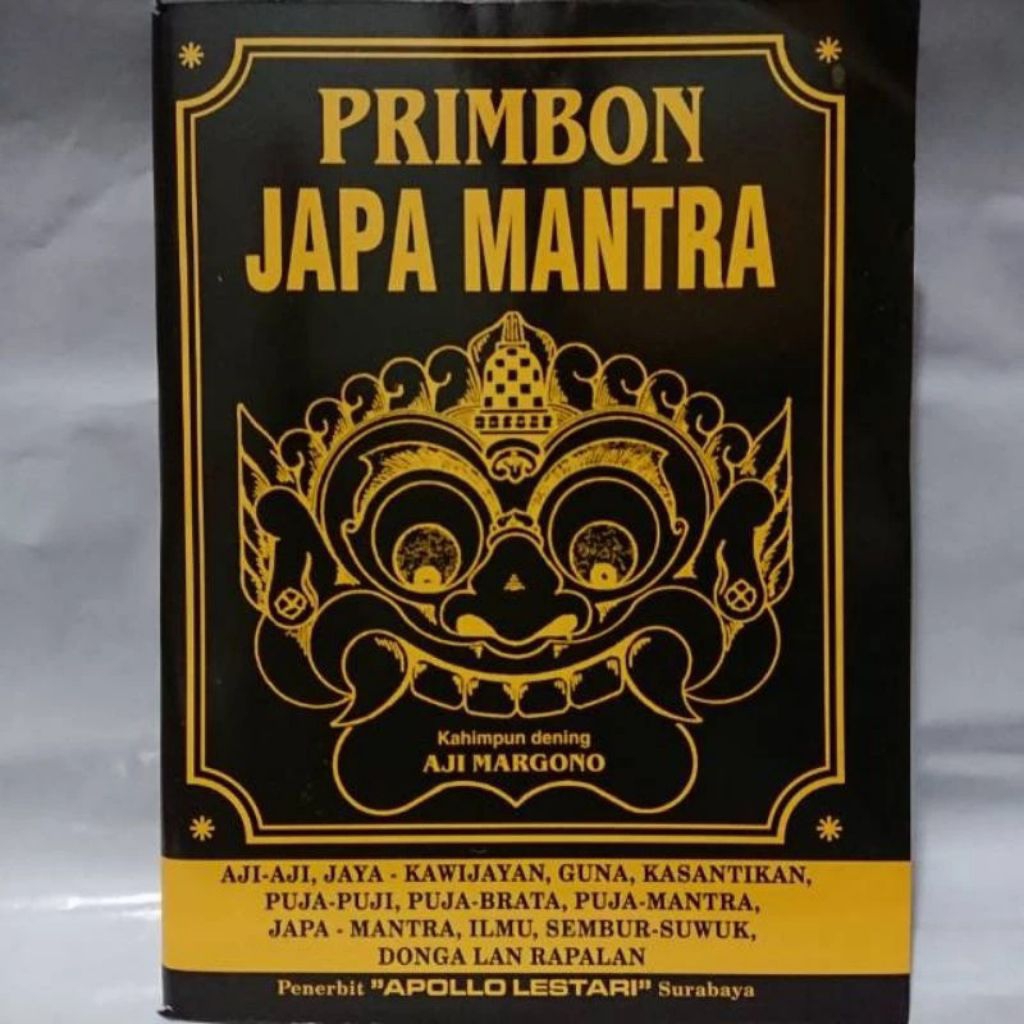 PRIMBON
JAPA MANTRA
Kahimpun dening
AJI MARGONO
AJI-AJI, JAYA - KAWIJAYAN, GUNA, KASANTIKAN,
PUJA-PUJI, PUJA-BRATA, PUJA-MANTRA,
JAPA - MANTRA, ILMU, SEMBUR-SUWUK,
DONGA LAN RAPALAN
Penerbit "APOLLO LESTARI" Surabaya